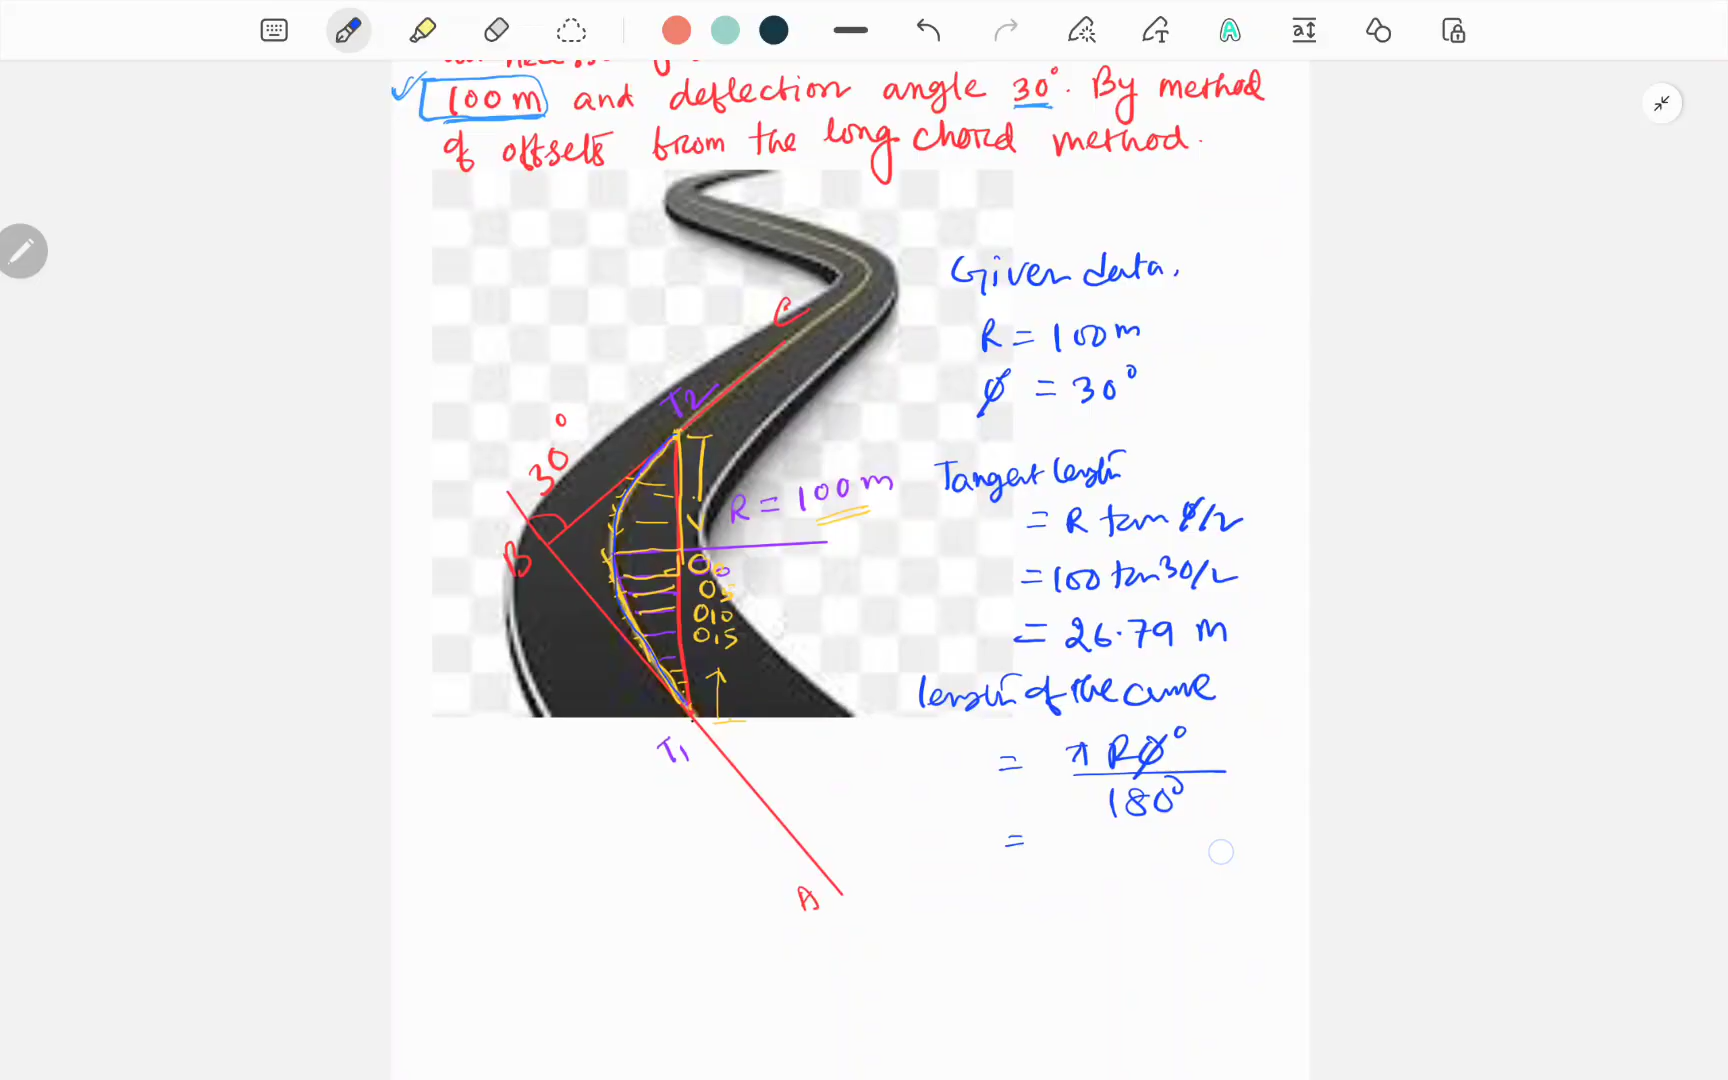 100 m and deflection angle 30°. By method
of offsets from the long chord method.
Given data,
R = 100 m
ϕ = 30°
C
T2
30°
R = 100 m
B
O0
O5
O10
O15
T1
A
Tangent length
= R tan ϕ/2
= 100 tan 30/2
= 26.79 m
length of the curve
= π R ϕ°
180°
=